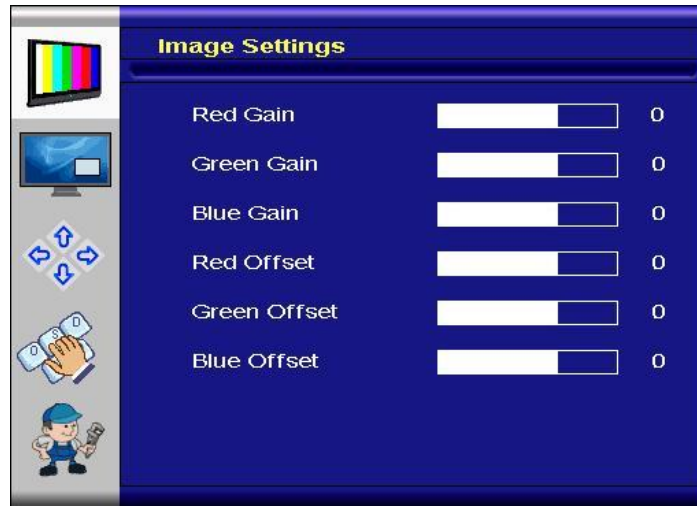 Image Settings
Red Gain 0
Green Gain 0
Blue Gain 0
Red Offset 0
Green Offset 0
Blue Offset 0
O S D